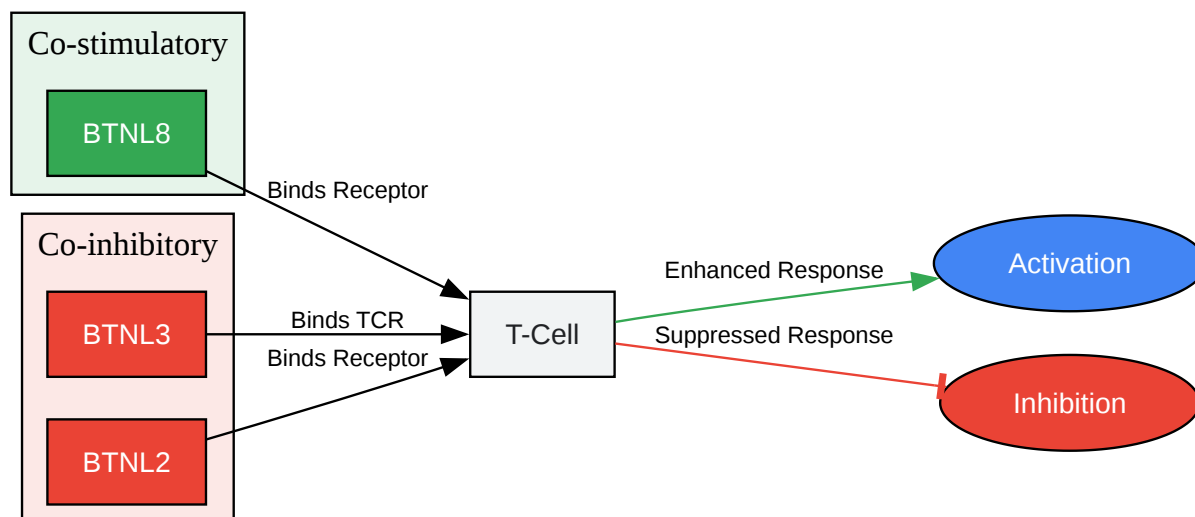 Co-stimulatory
BTNL8
Binds Receptor
Co-inhibitory
BTNL3
Binds TCR
Binds Receptor
BTNL2
T-Cell
Enhanced Response
Activation
Suppressed Response
Inhibition